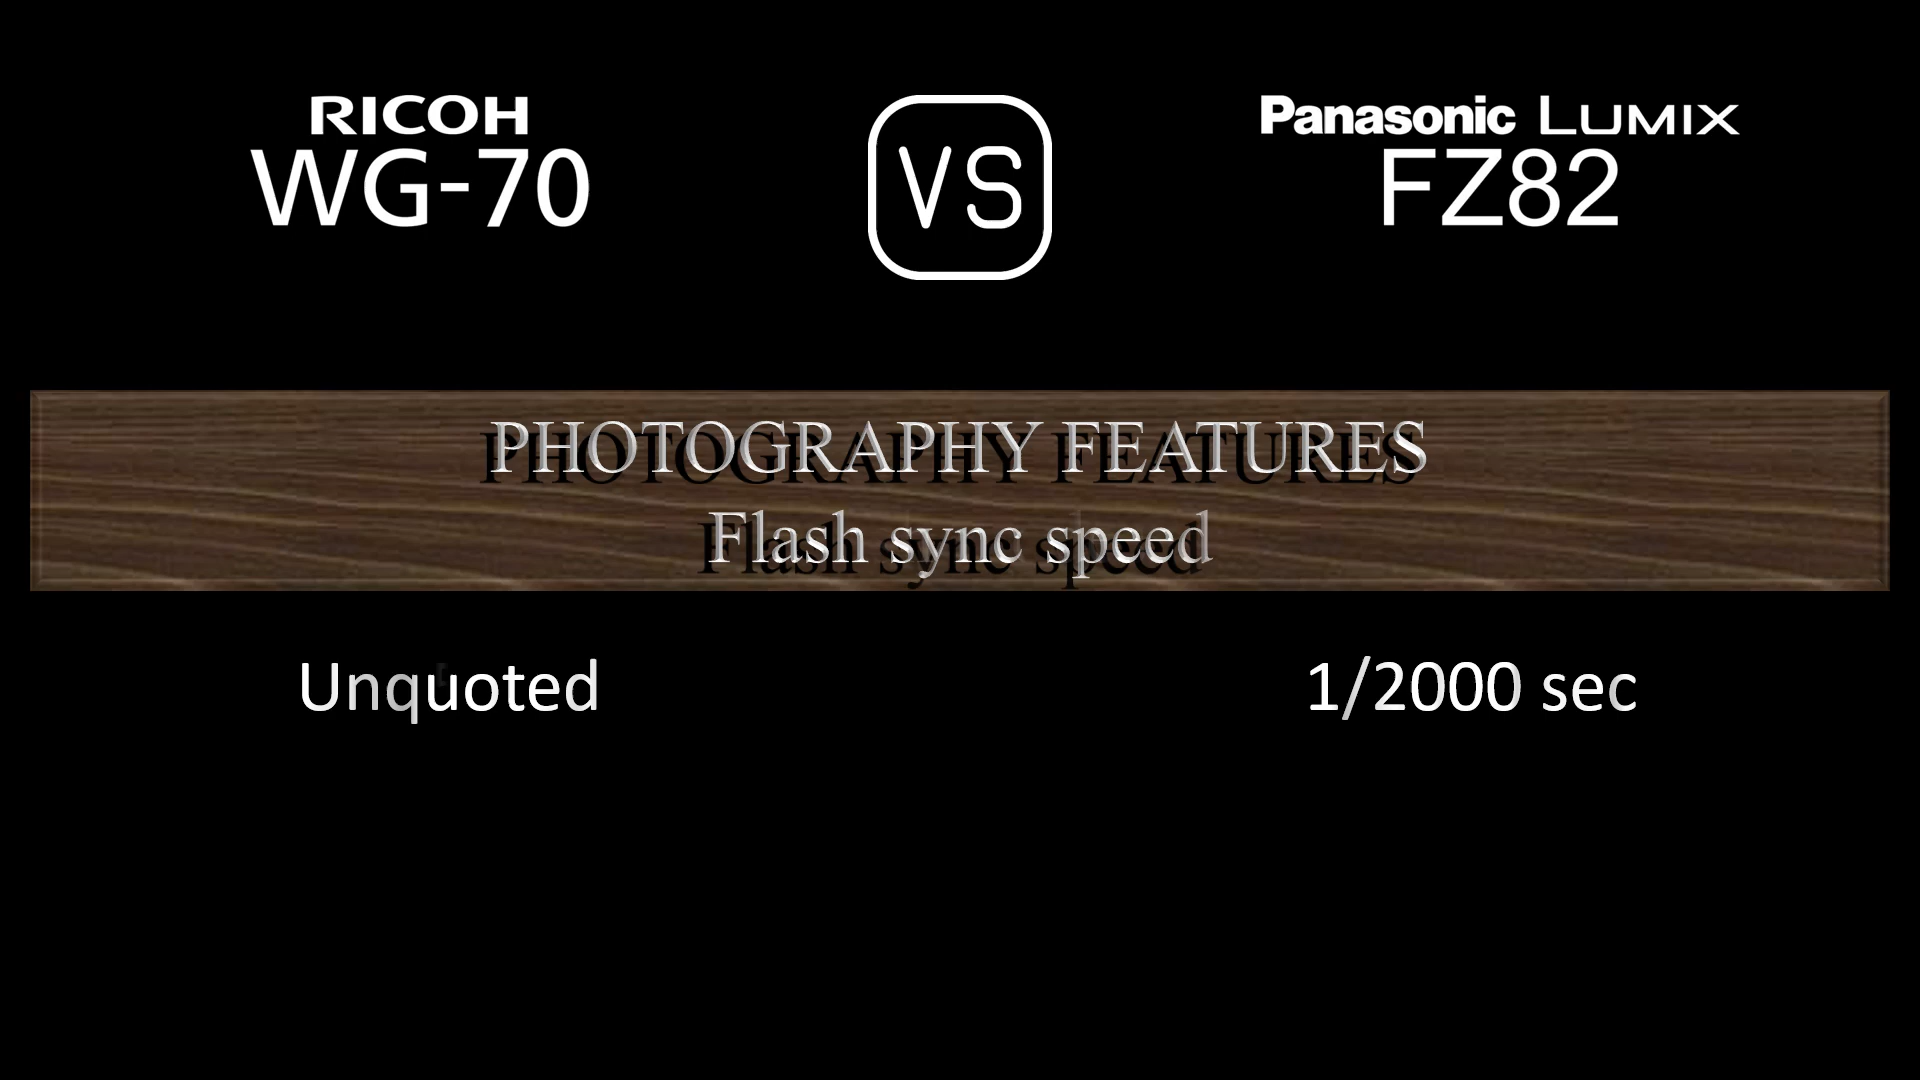 RICOH
WG-70
VS
Panasonic LUMIX
FZ82
PHOTOGRAPHY FEATURES
Flash sync speed
Unquoted
1/2000 sec